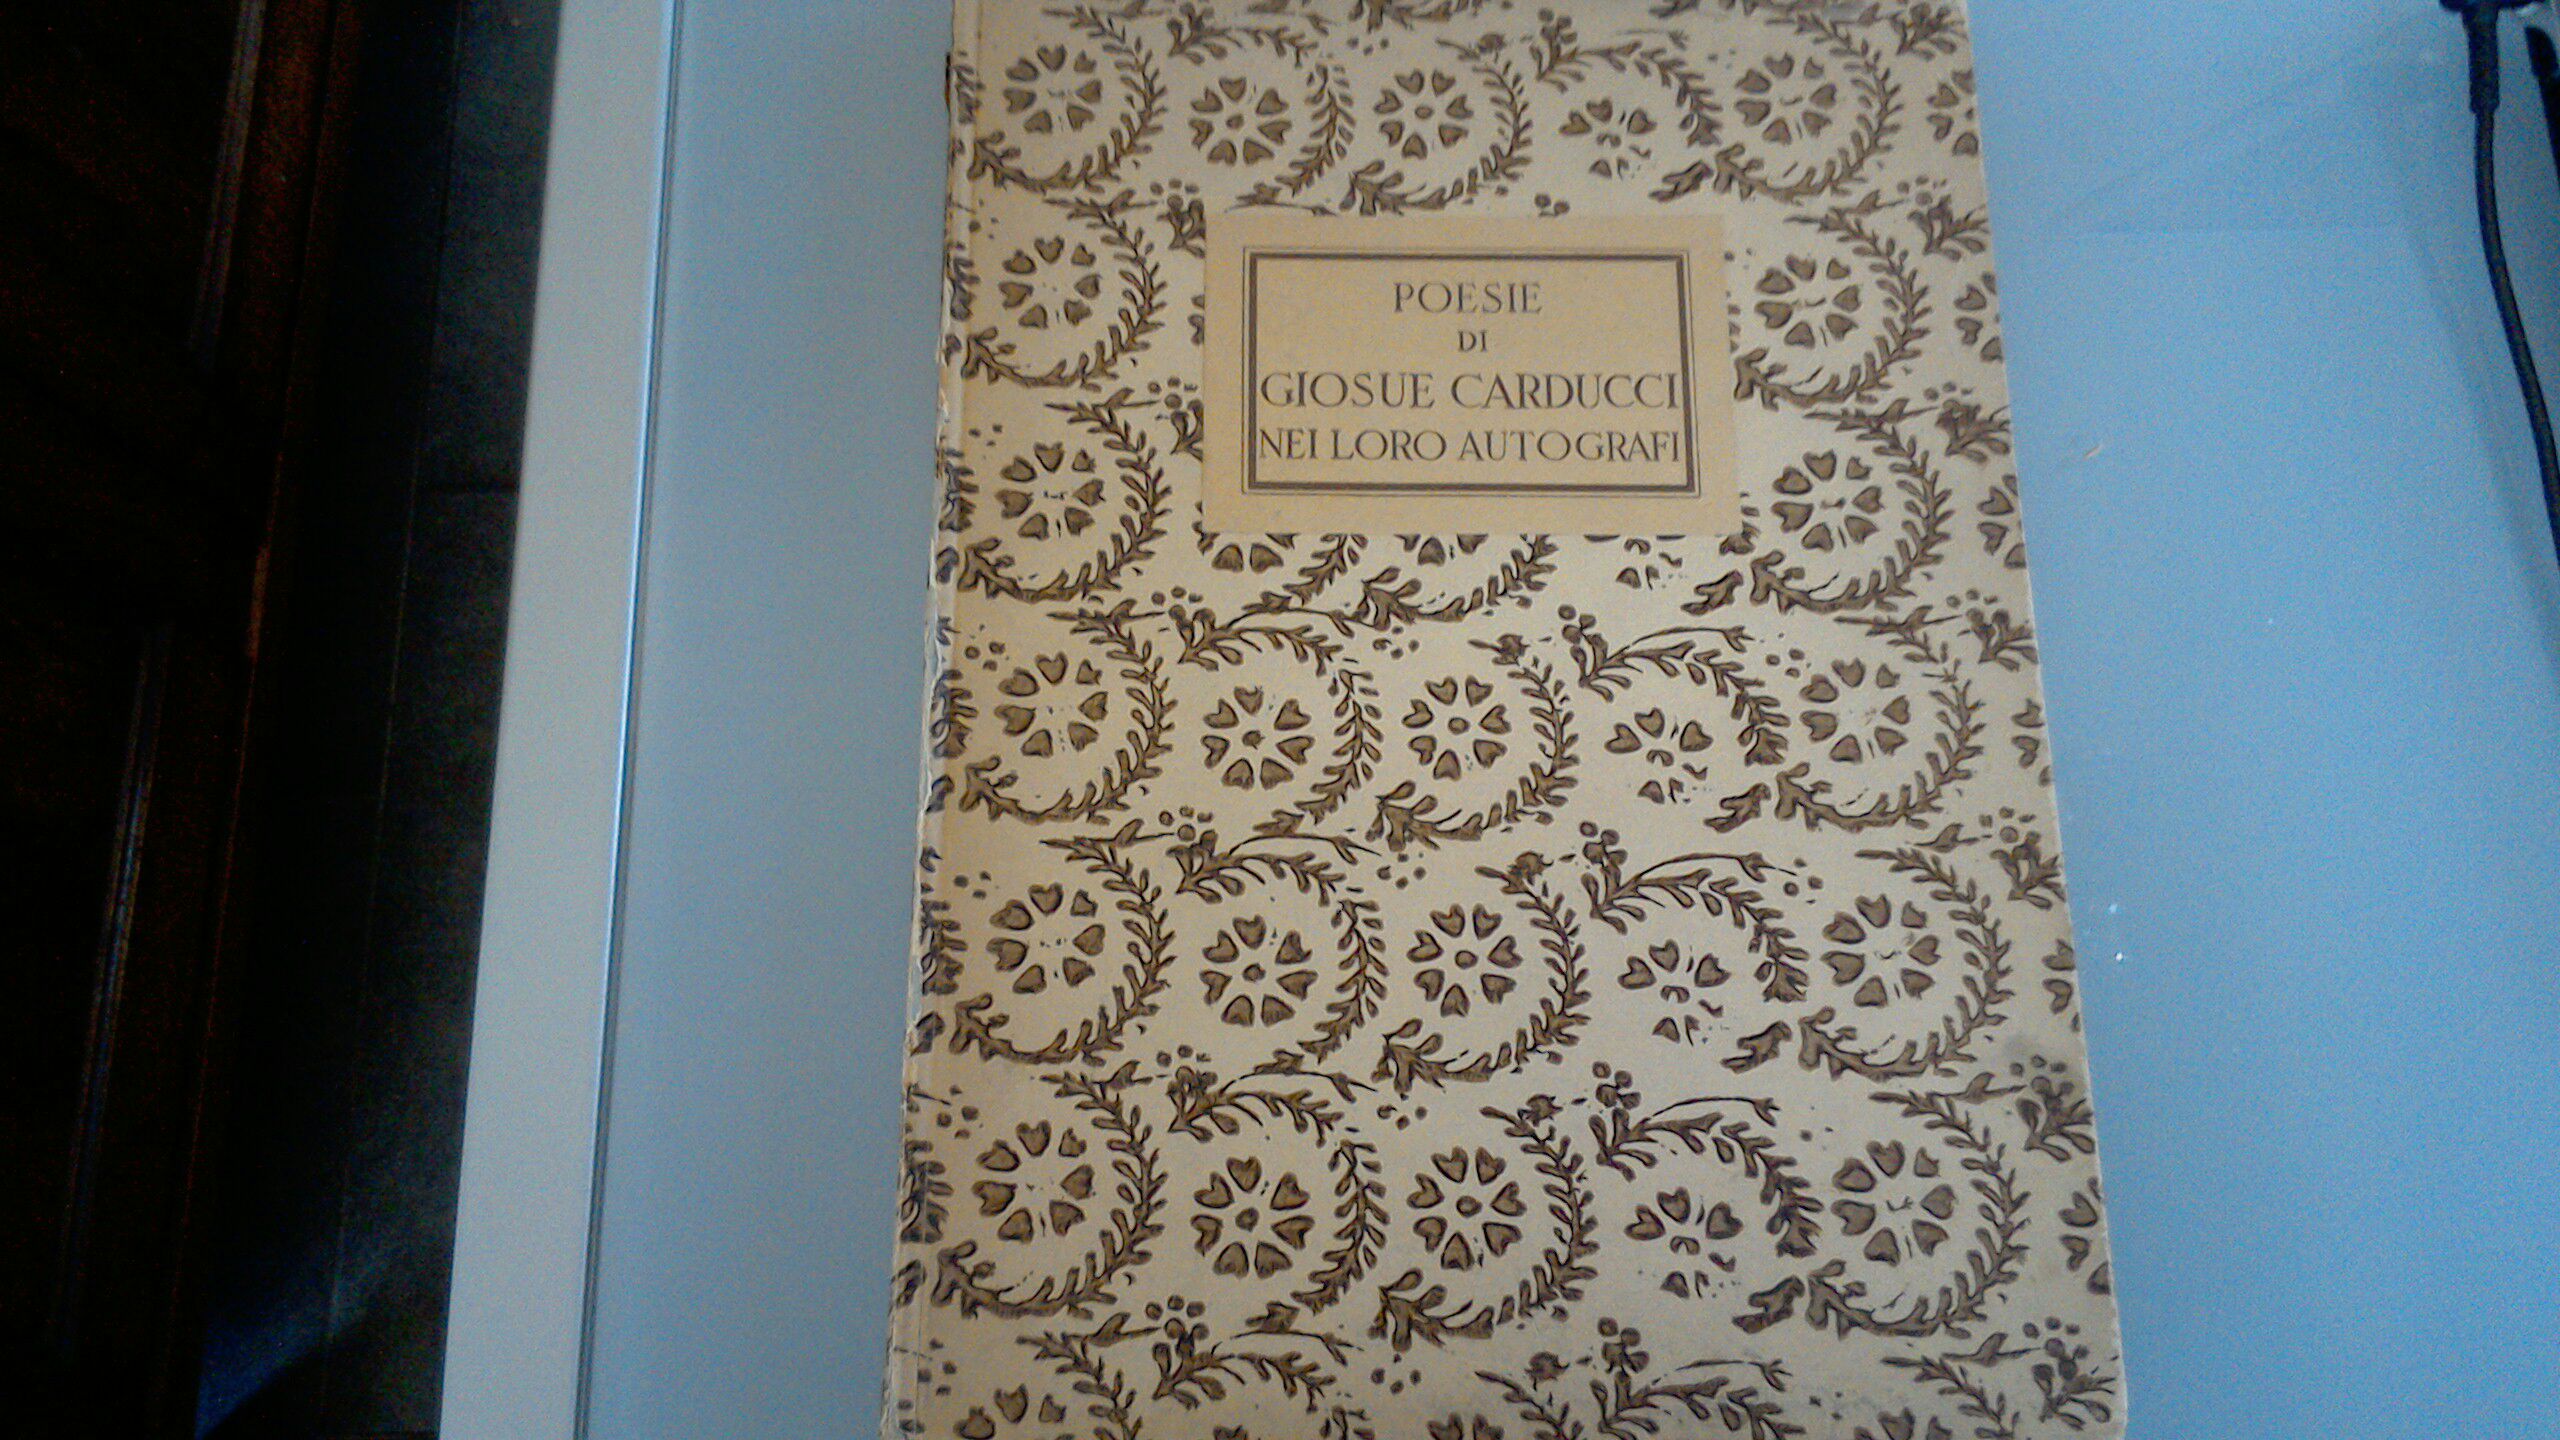 POESIE
DI
GIOSUE CARDUCCI
NEI LORO AUTOGRAFI